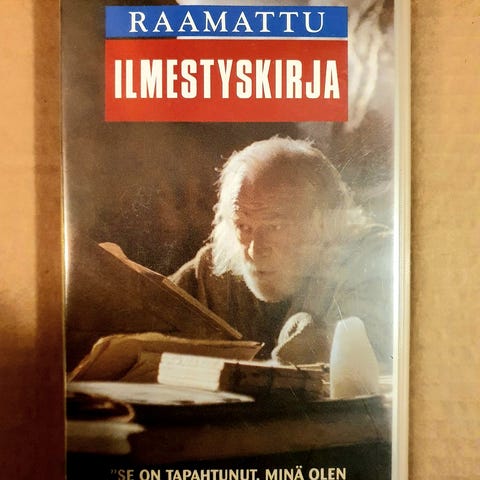 RAAMATTU
ILMESTYSKIRJA
"SE ON TAPAHTUNUT. MINÄ OLEN